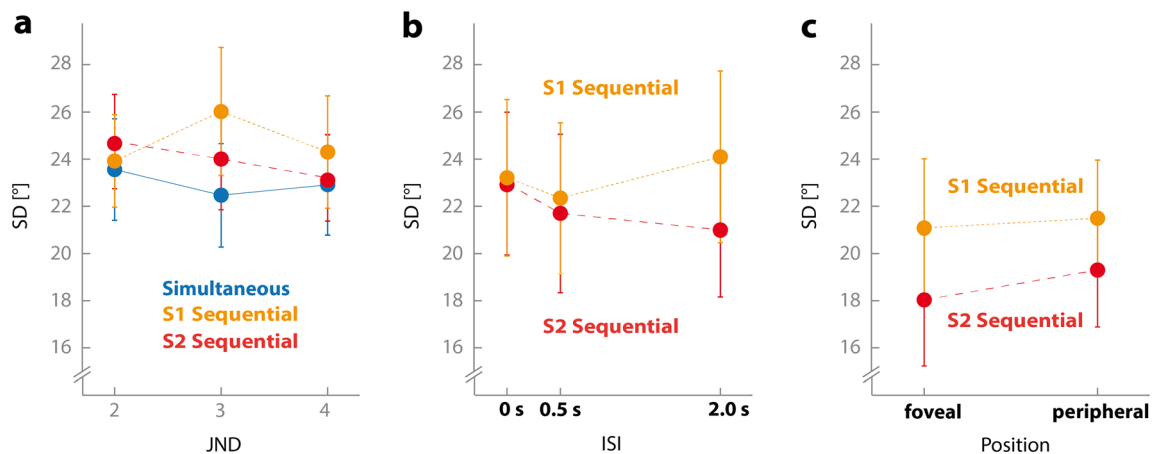 a
28
26
24
22
20
18
16
SD [°]
Simultaneous
S1 Sequential
S2 Sequential
2 3 4
JND
b
28
26
24
22
20
18
16
SD [°]
S1 Sequential
S2 Sequential
0 s 0.5 s 2.0 s
ISI
c
28
26
24
22
20
18
16
SD [°]
S1 Sequential
S2 Sequential
foveal peripheral
Position